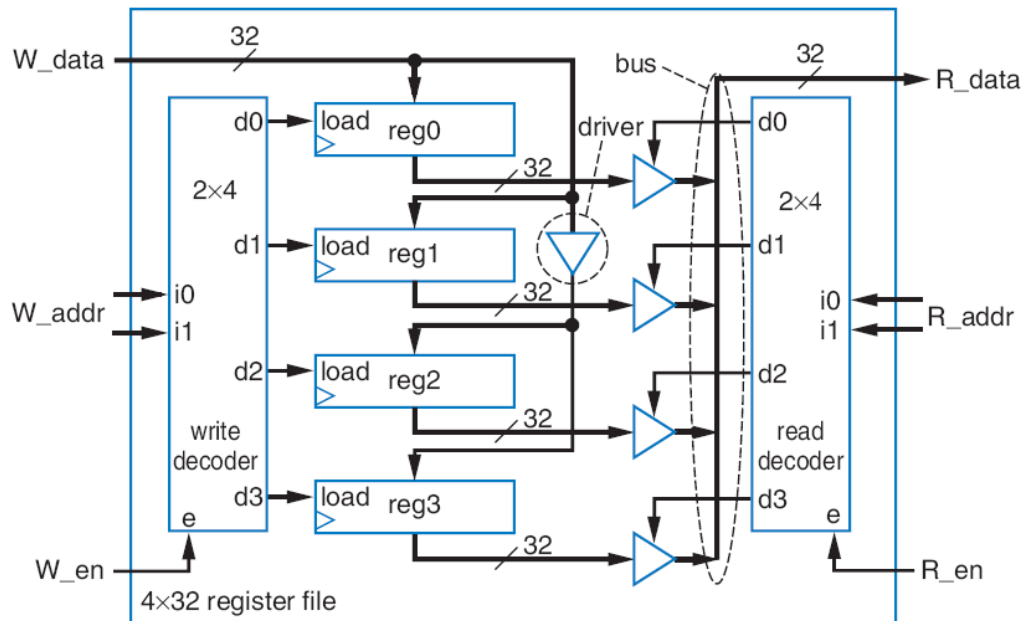 W_data
32
bus
32
R_data
d0
load
reg0
driver
d0
2×4
32
2×4
d1
load
reg1
d1
W_addr
i0
i1
32
i0
i1
R_addr
d2
load
reg2
d2
write
decoder
32
read
decoder
d3
load
reg3
d3
e
e
32
W_en
R_en
4×32 register file